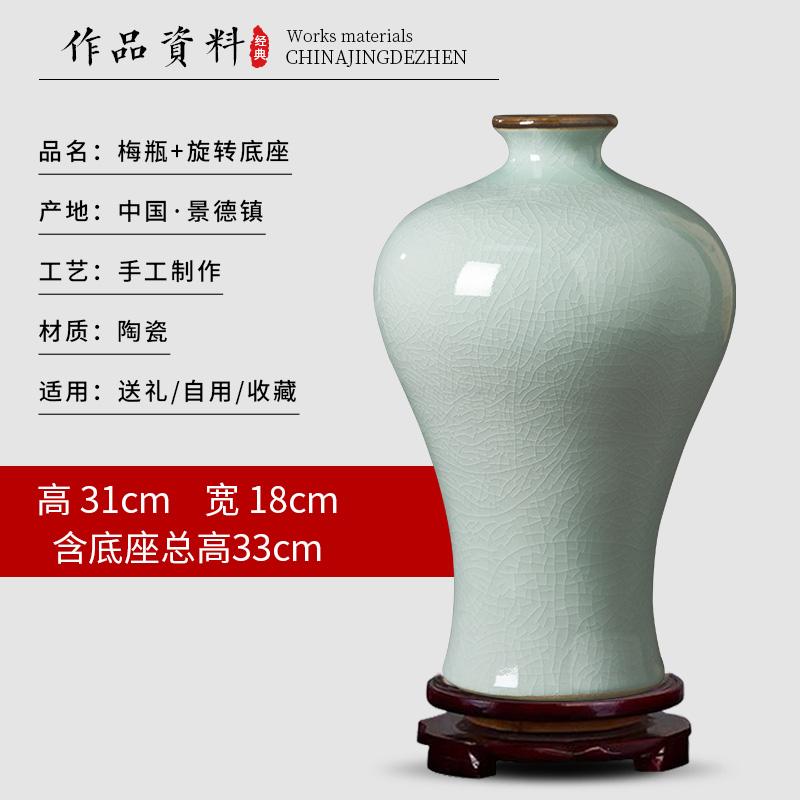 作品資料
经典
Works materials
CHINAJINGDEZHEN
品名：梅瓶+旋转底座
产地：中国·景德镇
工艺：手工制作
材质：陶瓷
适用：送礼/自用/收藏
高 31cm 宽 18cm
含底座总高33cm